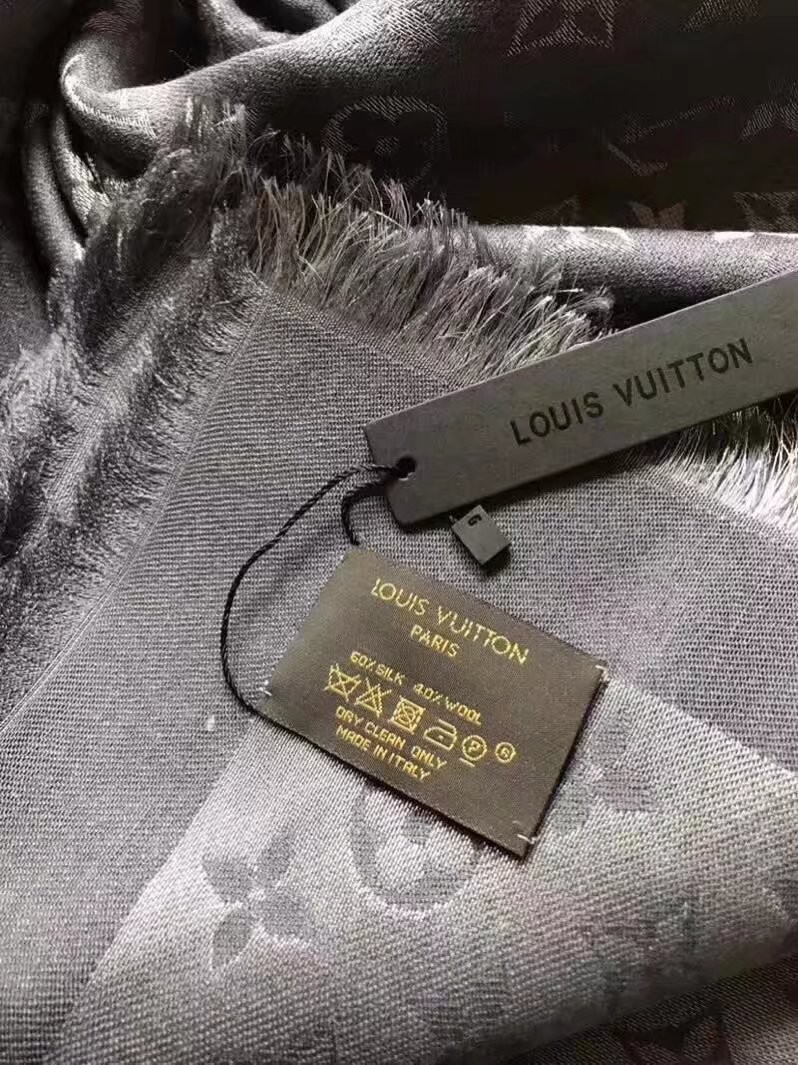 LOUIS VUITTON
LOUIS VUITTON
PARIS
60% SILK 40% WOOL
P
DRY CLEAN ONLY
MADE IN ITALY